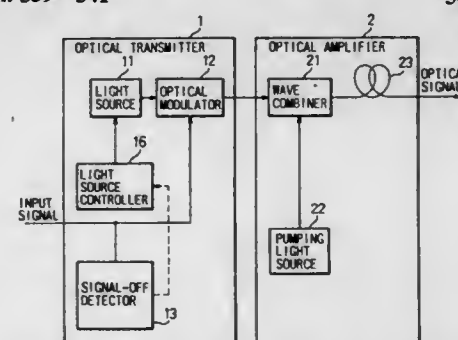 1
OPTICAL TRANSMITTER
2
OPTICAL AMPLIFIER
11
LIGHT
SOURCE
12
OPTICAL
MODULATOR
21
WAVE
COMBINER
23
OPTICAL
SIGNAL
16
LIGHT
SOURCE
CONTROLLER
INPUT
SIGNAL
22
PUMPING
LIGHT
SOURCE
SIGNAL-OFF
DETECTOR
13